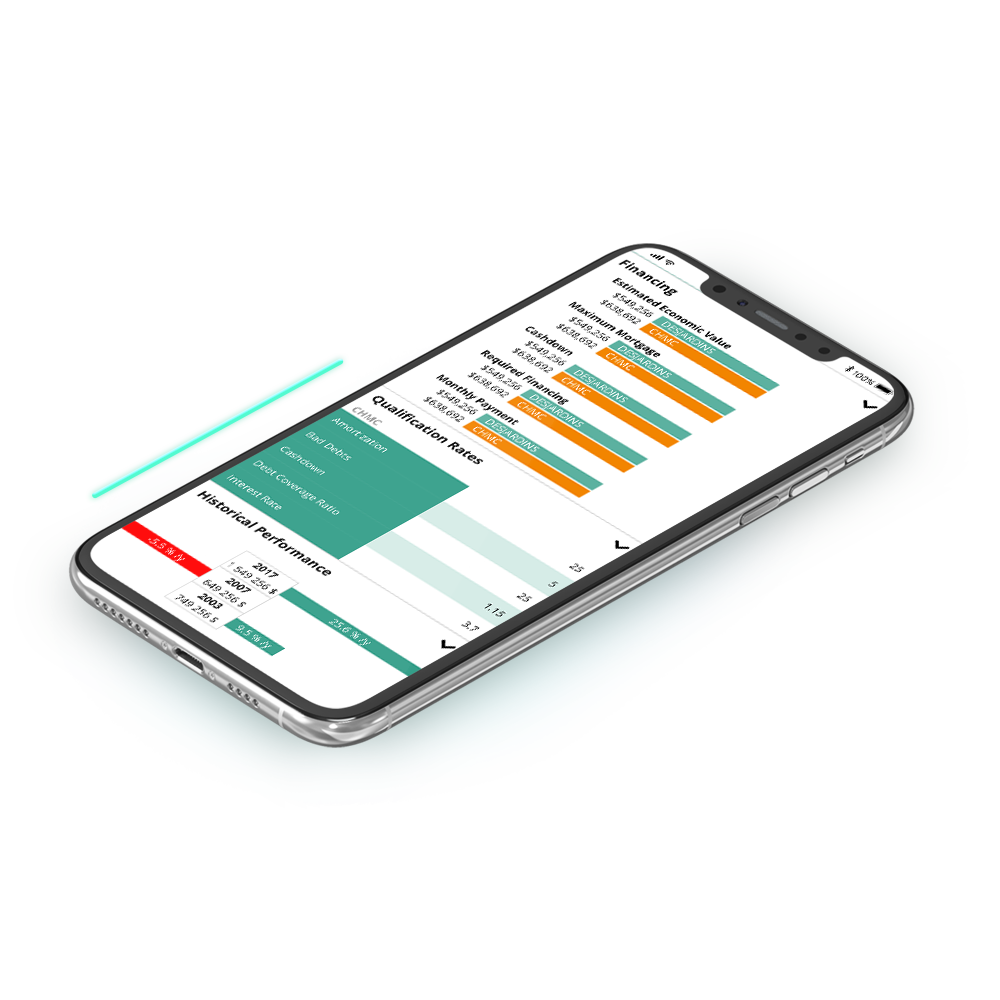 100%
Financing
Estimated Economic Value
$549,256 DESJARDINS
$638,692 CHMC
Maximum Mortgage
$549,256 DESJARDINS
$638,692 CHMC
Cashdown
$549,256 DESJARDINS
$638,692 CHMC
Required Financing
$549,256 DESJARDINS
$638,692 CHMC
Monthly Payment
$549,256 DESJARDINS
$638,692 CHMC
Qualification Rates
CHMC
Amortization 25
Bad Debts 5
Cashdown 25
Debt Coverage Ratio 1.15
Interest Rate 3.7
Historical Performance
2017
-5.5 %/y 1 549 256 $
2007
649 256 $ 25.6 %/y
2003
749 256 $ 9.5 %/y